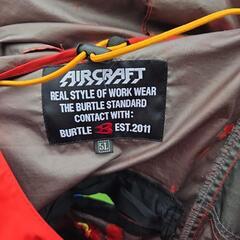 AIRCRAFT
REAL STYLE OF WORK WEAR
THE BURTLE STANDARD
CONTACT WITH:
BURTLE EST.2011
5L